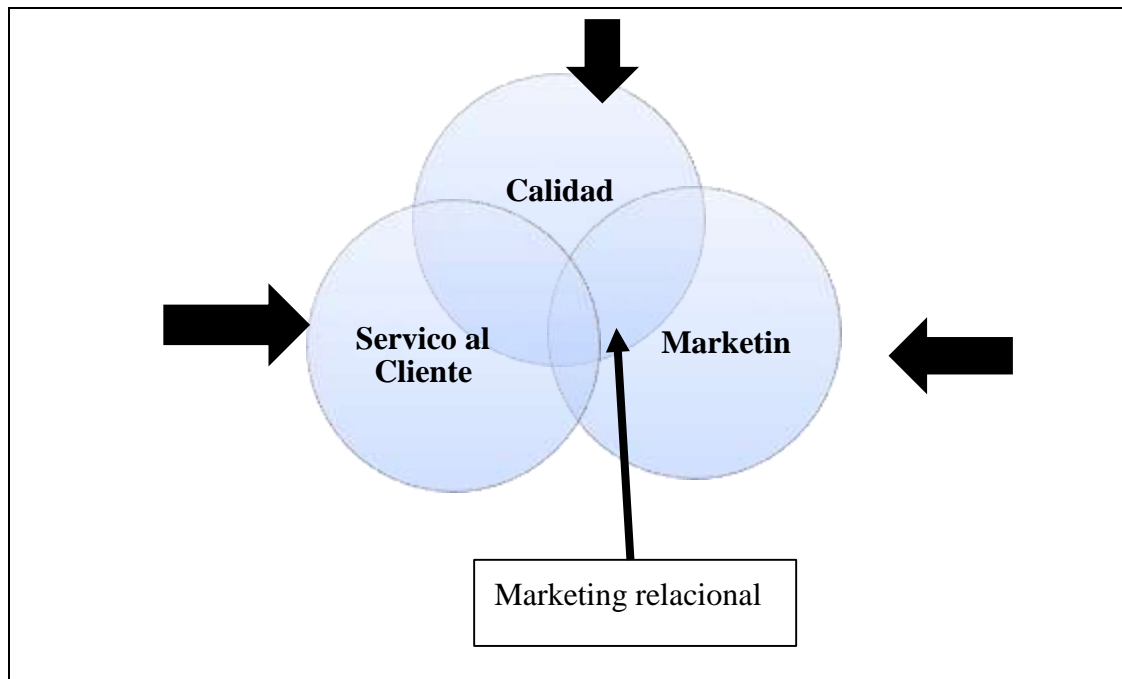 Calidad
Servico al
Cliente
Marketin
Marketing relacional